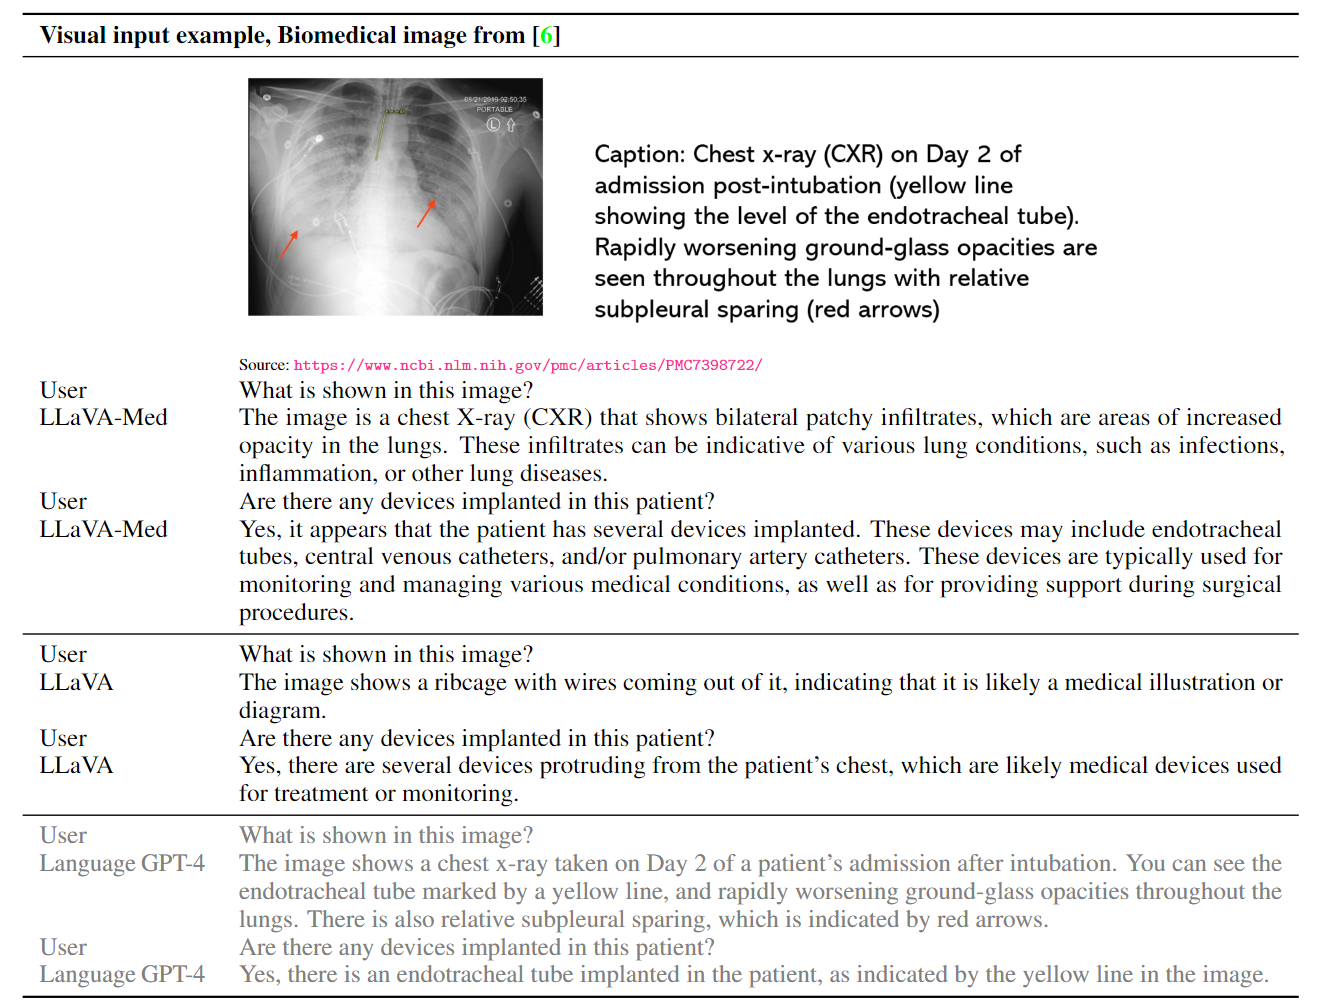 Visual input example, Biomedical image from [6]
05/21/2019 02:50:35
PORTABLE
L
Caption: Chest x-ray (CXR) on Day 2 of
admission post-intubation (yellow line
showing the level of the endotracheal tube).
Rapidly worsening ground-glass opacities are
seen throughout the lungs with relative
subpleural sparing (red arrows)
Source: https://www.ncbi.nlm.nih.gov/pmc/articles/PMC7398722/
User What is shown in this image?
LLaVA-Med The image is a chest X-ray (CXR) that shows bilateral patchy infiltrates, which are areas of increased
opacity in the lungs. These infiltrates can be indicative of various lung conditions, such as infections,
inflammation, or other lung diseases.
User Are there any devices implanted in this patient?
LLaVA-Med Yes, it appears that the patient has several devices implanted. These devices may include endotracheal
tubes, central venous catheters, and/or pulmonary artery catheters. These devices are typically used for
monitoring and managing various medical conditions, as well as for providing support during surgical
procedures.
User What is shown in this image?
LLaVA The image shows a ribcage with wires coming out of it, indicating that it is likely a medical illustration or
diagram.
User Are there any devices implanted in this patient?
LLaVA Yes, there are several devices protruding from the patient's chest, which are likely medical devices used
for treatment or monitoring.
User What is shown in this image?
Language GPT-4 The image shows a chest x-ray taken on Day 2 of a patient's admission after intubation. You can see the
endotracheal tube marked by a yellow line, and rapidly worsening ground-glass opacities throughout the
lungs. There is also relative subpleural sparing, which is indicated by red arrows.
User Are there any devices implanted in this patient?
Language GPT-4 Yes, there is an endotracheal tube implanted in the patient, as indicated by the yellow line in the image.